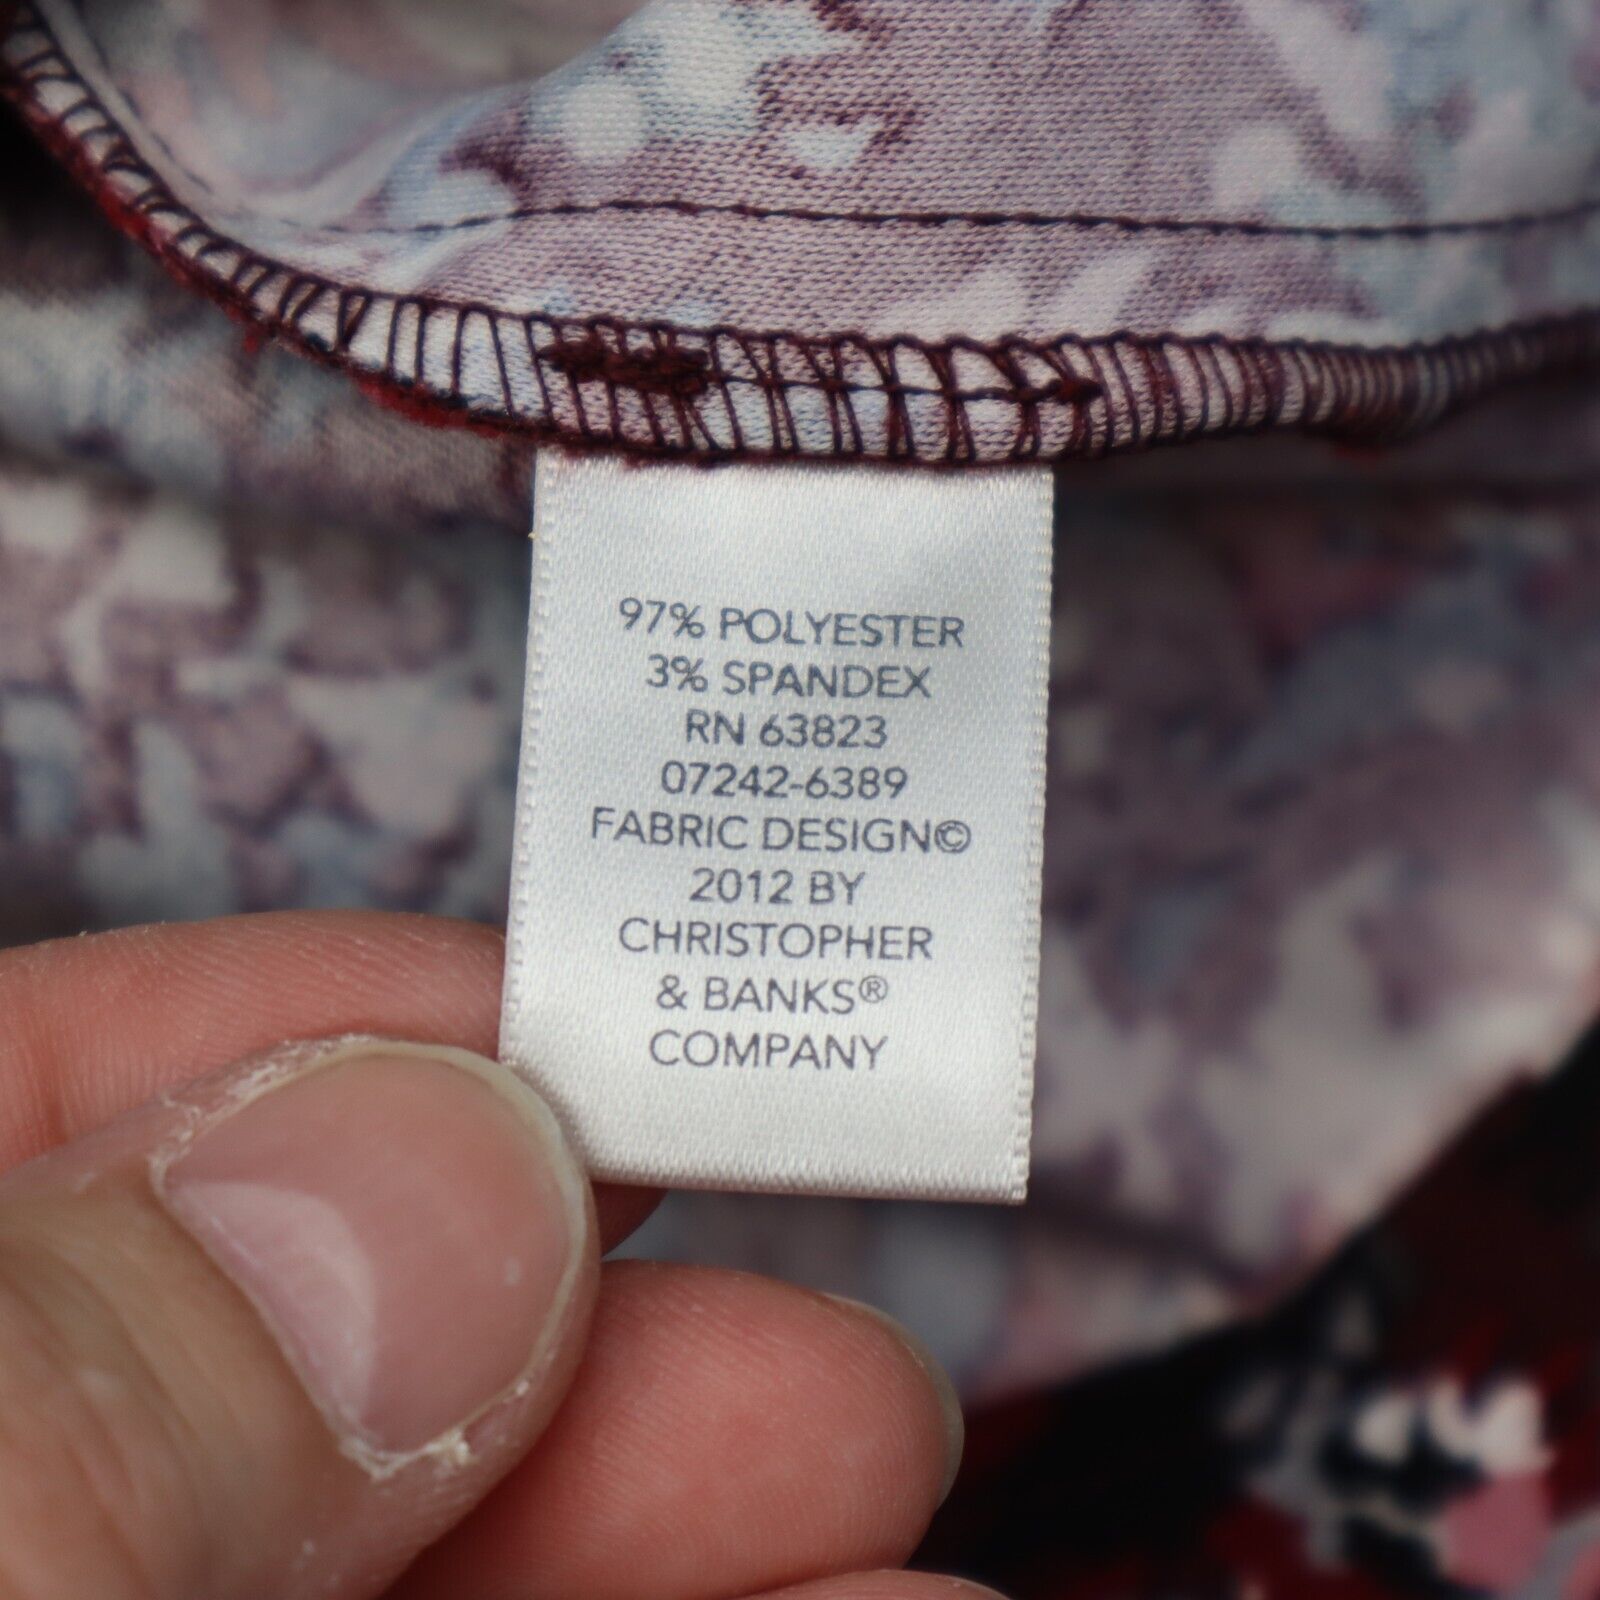 97% POLYESTER
3% SPANDEX
RN 63823
07242-6389
FABRIC DESIGN©
2012 BY
CHRISTOPHER
& BANKS®
COMPANY